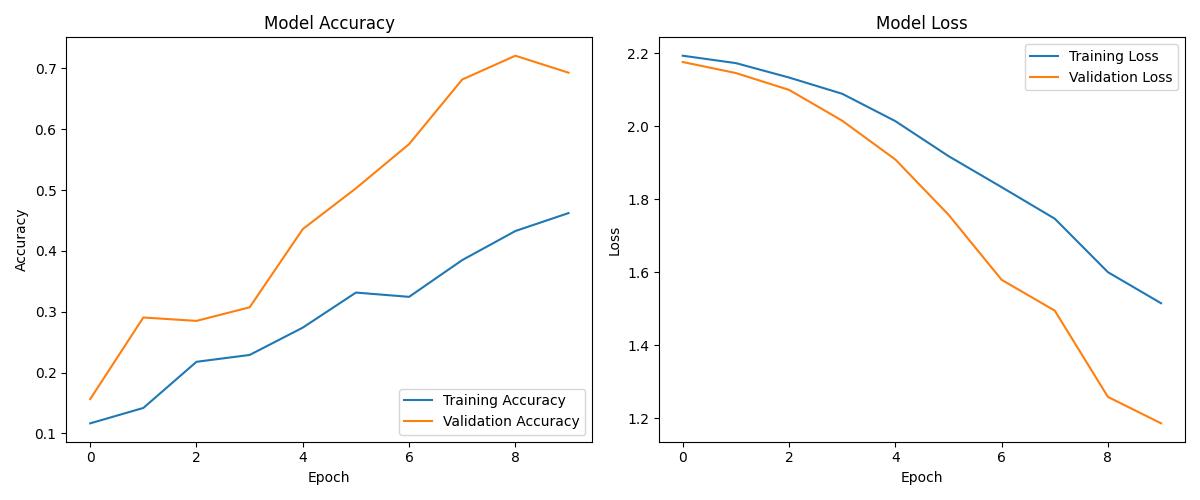 Model Accuracy
Accuracy
0.7
0.6
0.5
0.4
0.3
0.2
0.1
0 2 4 6 8
Epoch
Training Accuracy
Validation Accuracy
Model Loss
Loss
2.2
2.0
1.8
1.6
1.4
1.2
0 2 4 6 8
Epoch
Training Loss
Validation Loss